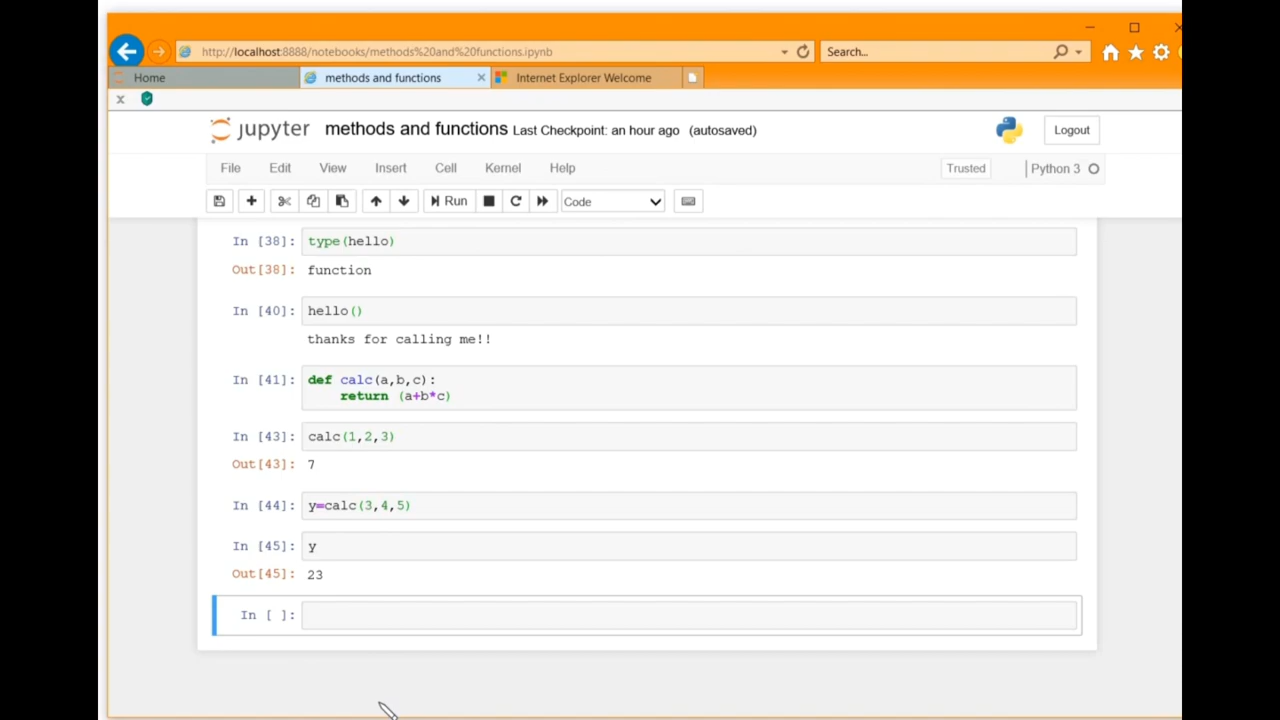 http://localhost:8888/notebooks/methods%20and%20functions.ipynb
Search...
Home
methods and functions
Internet Explorer Welcome
x
jupyter methods and functions Last Checkpoint: an hour ago (autosaved)
Logout
File Edit View Insert Cell Kernel Help
Trusted
Python 3
Run
Code
In [38]: type(hello)
Out[38]: function
In [40]: hello()
thanks for calling me!!
In [41]: def calc(a,b,c):
return (a+b*c)
In [43]: calc(1,2,3)
Out[43]: 7
In [44]: y=calc(3,4,5)
In [45]: y
Out[45]: 23
In [ ]: